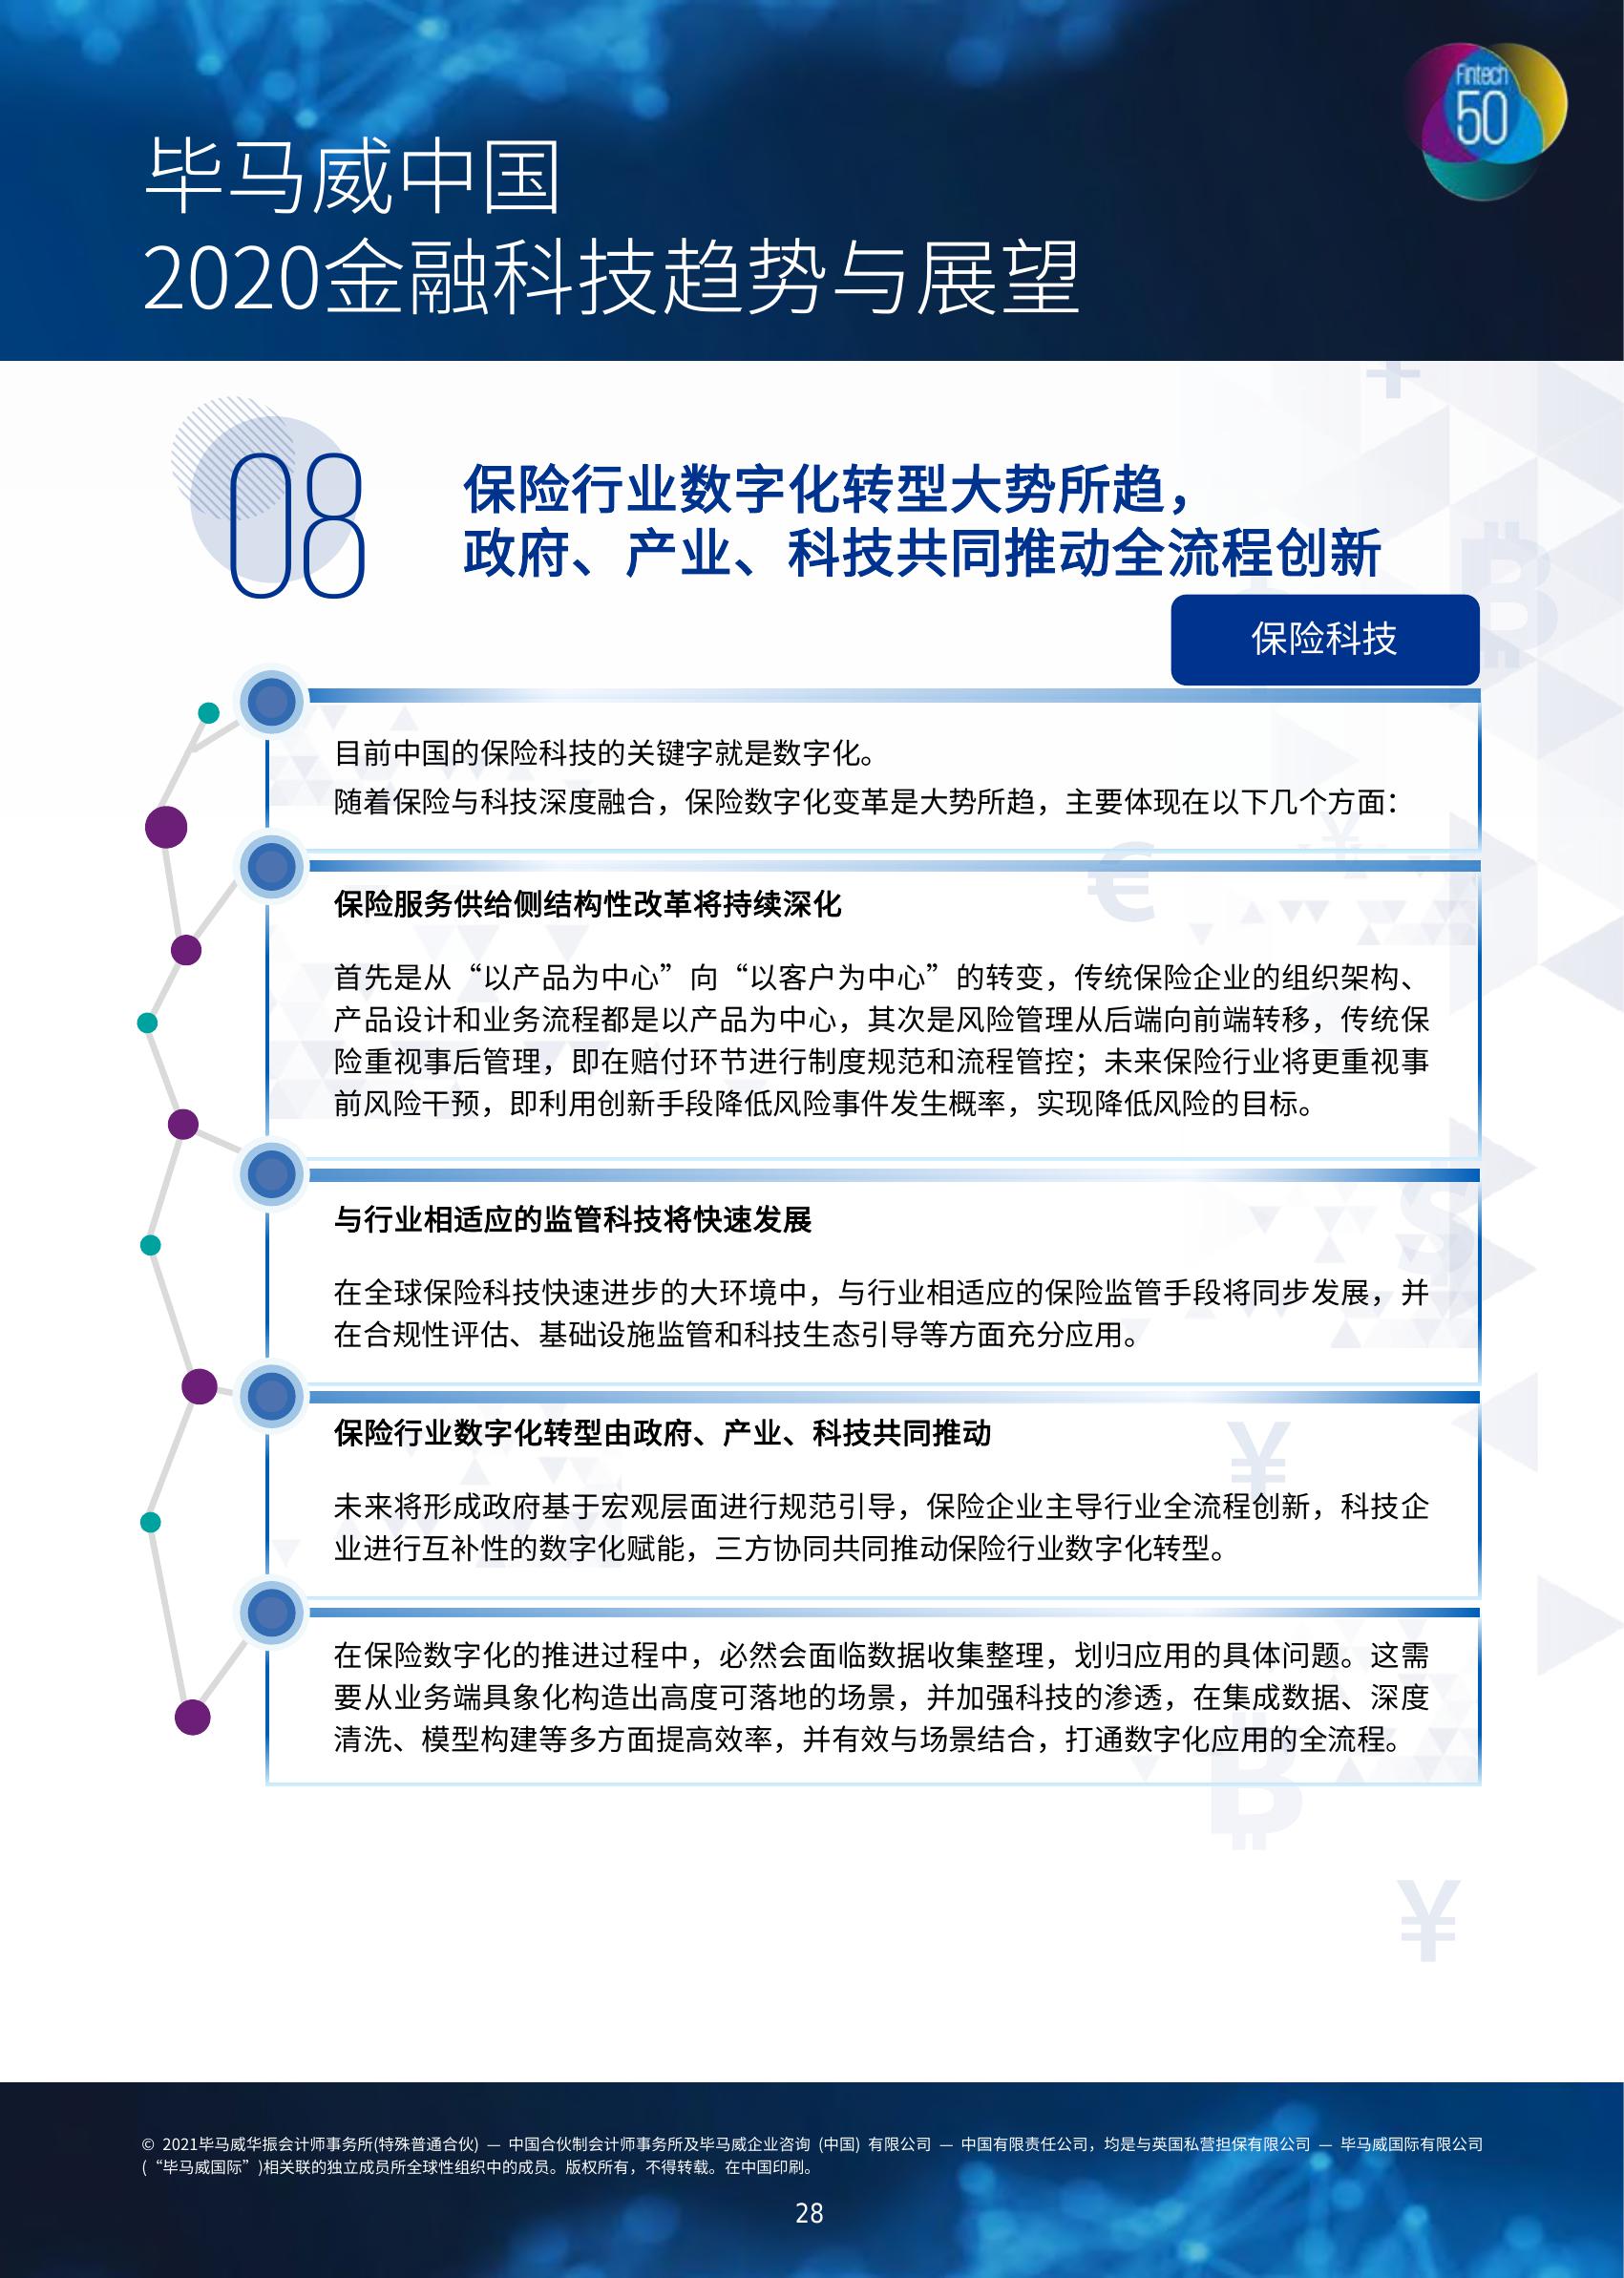 Fintech
50
毕马威中国
2020金融科技趋势与展望
08
保险行业数字化转型大势所趋，
政府、产业、科技共同推动全流程创新
保险科技
目前中国的保险科技的关键字就是数字化。
随着保险与科技深度融合，保险数字化变革是大势所趋，主要体现在以下几个方面：
保险服务供给侧结构性改革将持续深化
首先是从“以产品为中心”向“以客户为中心”的转变，传统保险企业的组织架构、
产品设计和业务流程都是以产品为中心，其次是风险管理从后端向前端转移，传统保
险重视事后管理，即在赔付环节进行制度规范和流程管控；未来保险行业将更重视事
前风险干预，即利用创新手段降低风险事件发生概率，实现降低风险的目标。
与行业相适应的监管科技将快速发展
在全球保险科技快速进步的大环境中，与行业相适应的保险监管手段将同步发展，并
在合规性评估、基础设施监管和科技生态引导等方面充分应用。
保险行业数字化转型由政府、产业、科技共同推动
未来将形成政府基于宏观层面进行规范引导，保险企业主导行业全流程创新，科技企
业进行互补性的数字化赋能，三方协同共同推动保险行业数字化转型。
在保险数字化的推进过程中，必然会面临数据收集整理，划归应用的具体问题。这需
要从业务端具象化构造出高度可落地的场景，并加强科技的渗透，在集成数据、深度
清洗、模型构建等多方面提高效率，并有效与场景结合，打通数字化应用的全流程。
© 2021毕马威华振会计师事务所(特殊普通合伙) — 中国合伙制会计师事务所及毕马威企业咨询 (中国) 有限公司 — 中国有限责任公司，均是与英国私营担保有限公司 — 毕马威国际有限公司
(“毕马威国际”)相关联的独立成员所全球性组织中的成员。版权所有，不得转载。在中国印刷。
28